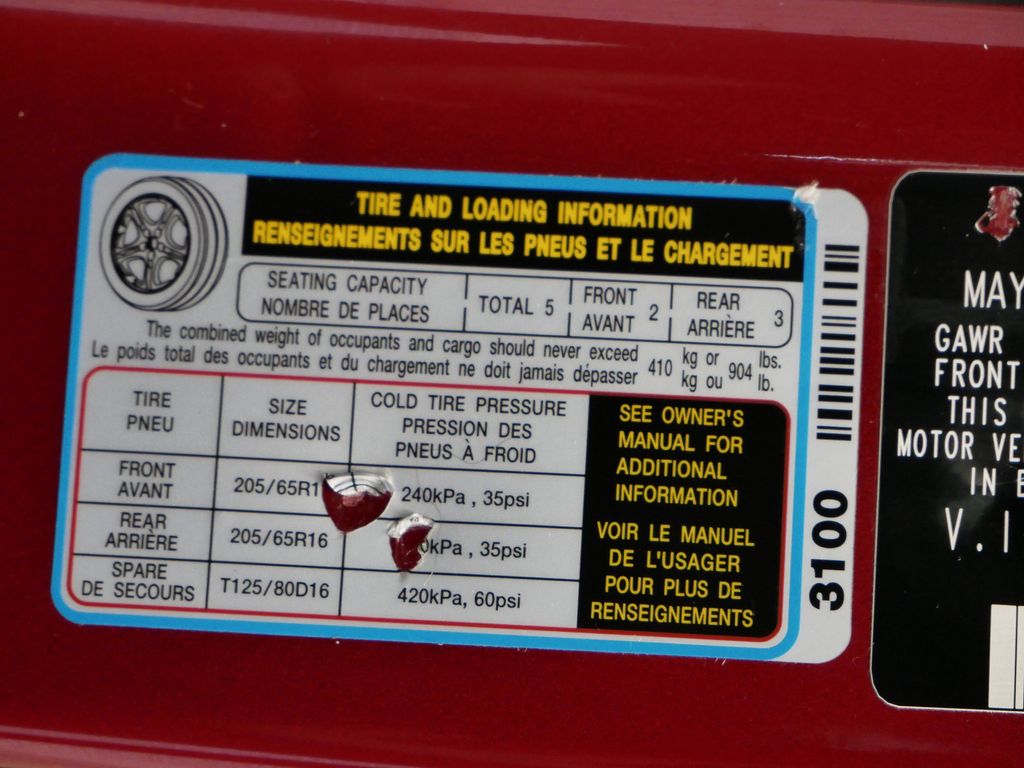 TIRE AND LOADING INFORMATION
RENSEIGNEMENTS SUR LES PNEUS ET LE CHARGEMENT
SEATING CAPACITY
NOMBRE DE PLACES
TOTAL 5
FRONT
AVANT
2
REAR
ARRIÈRE
3
The combined weight of occupants and cargo should never exceed
Le poids total des occupants et du chargement ne doit jamais dépasser
410
kg or
kg ou
904
lbs.
lb.
TIRE
PNEU
SIZE
DIMENSIONS
COLD TIRE PRESSURE
PRESSION DES
PNEUS À FROID
FRONT
AVANT
205/65R1
240kPa , 35psi
REAR
ARRIÈRE
205/65R16
0kPa , 35psi
SPARE
DE SECOURS
T125/80D16
420kPa, 60psi
SEE OWNER'S
MANUAL FOR
ADDITIONAL
INFORMATION
VOIR LE MANUEL
DE L'USAGER
POUR PLUS DE
RENSEIGNEMENTS
3100
MAY
GAWR
FRONT
THIS
MOTOR VE
IN
V.I